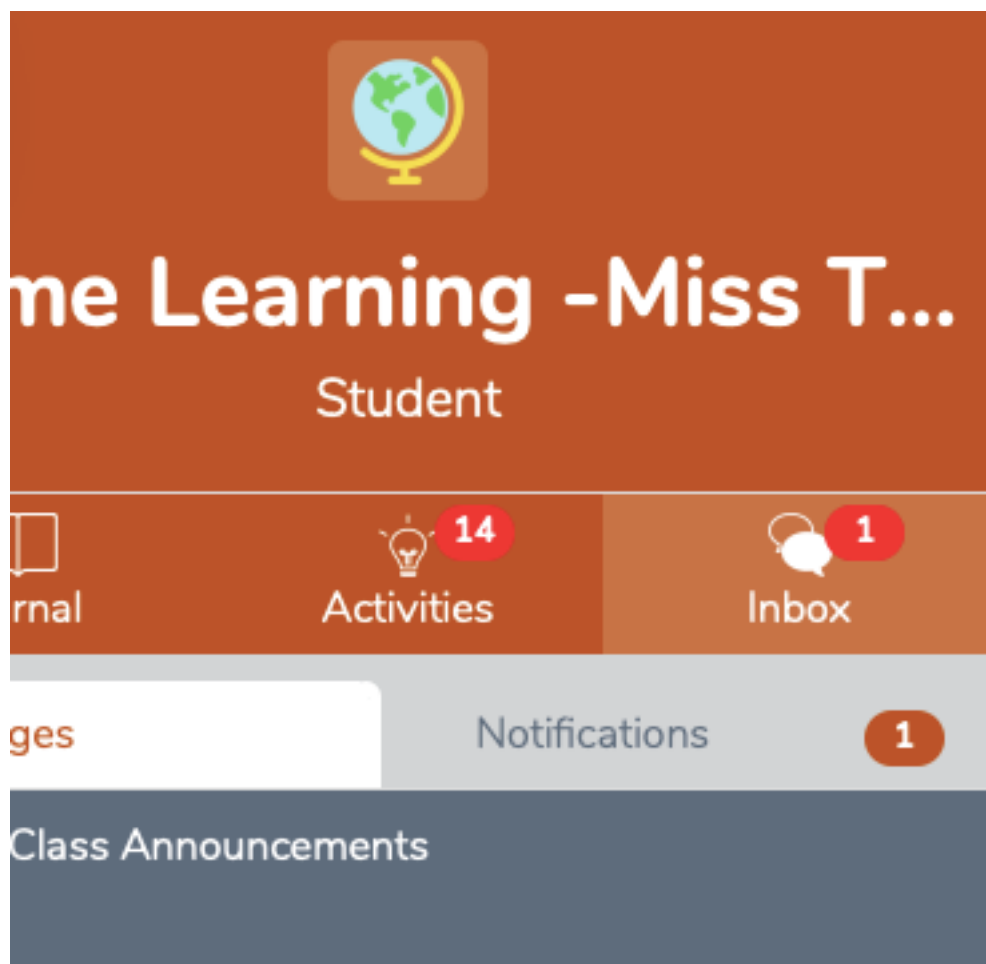 me Learning -Miss T...
Student
14
1
rnal
Activities
Inbox
ges
Notifications
1
Class Announcements